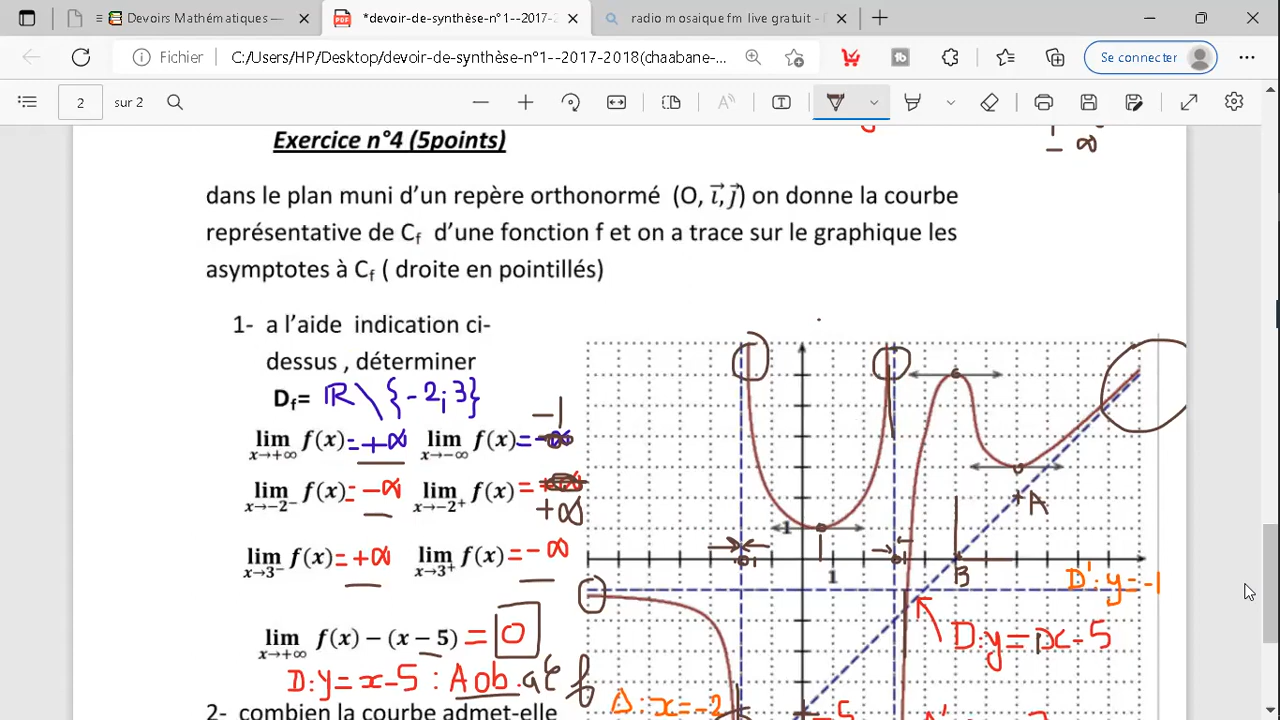 Devoirs Mathématiques —
*devoir-de-synthèse-n°1--2017-2
radio mosaique fm live gratuit - (
Fichier
C:/Users/HP/Desktop/devoir-de-synthèse-n°1--2017-2018(chaabane-...
Se connecter
2 sur 2
Exercice n°4 (5points)
- ∞
dans le plan muni d'un repère orthonormé (O, i⃗, j⃗) on donne la courbe
représentative de Cf d'une fonction f et on a trace sur le graphique les
asymptotes à Cf ( droite en pointillés)
1- a l'aide indication ci-
dessus , déterminer
Df= ℝ \ {-2; 3}
-1
lim x→+∞ f(x) = +∞ lim x→−∞ f(x) = -∞
lim x→−2⁻ f(x) = -∞ lim x→−2⁺ f(x) = +∞
+∞
lim x→3⁻ f(x) = +∞ lim x→3⁺ f(x) = -∞
1
1
A
B
D': y = -1
lim x→+∞ f(x) − (x − 5) = 0
D: y = x - 5
D: y = x - 5 : A ob
Δ: x = -2
-5
2- combien la courbe admet-elle